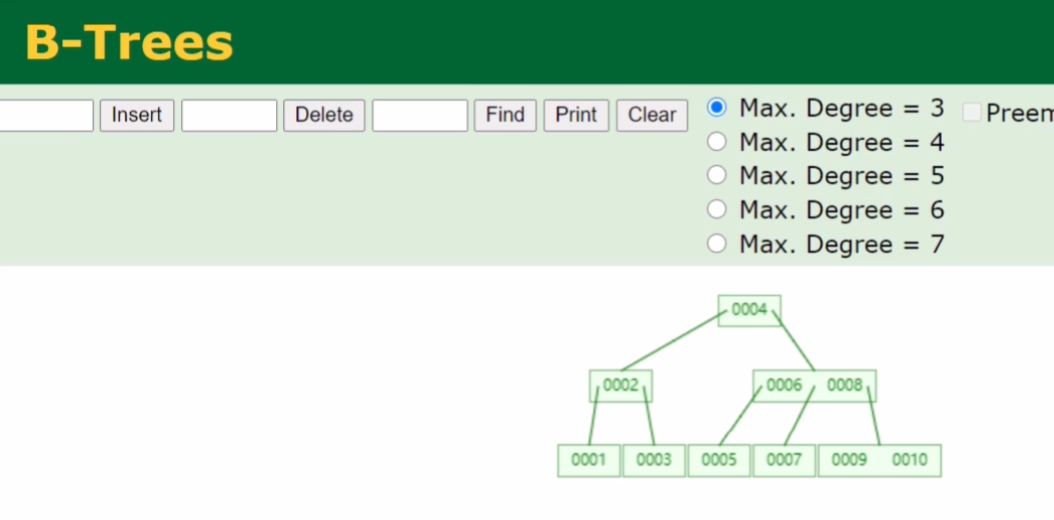 B-Trees
Insert Delete Find Print Clear
Max. Degree = 3
Max. Degree = 4
Max. Degree = 5
Max. Degree = 6
Max. Degree = 7
0004
0002 0006 0008
0001 0003 0005 0007 0009 0010